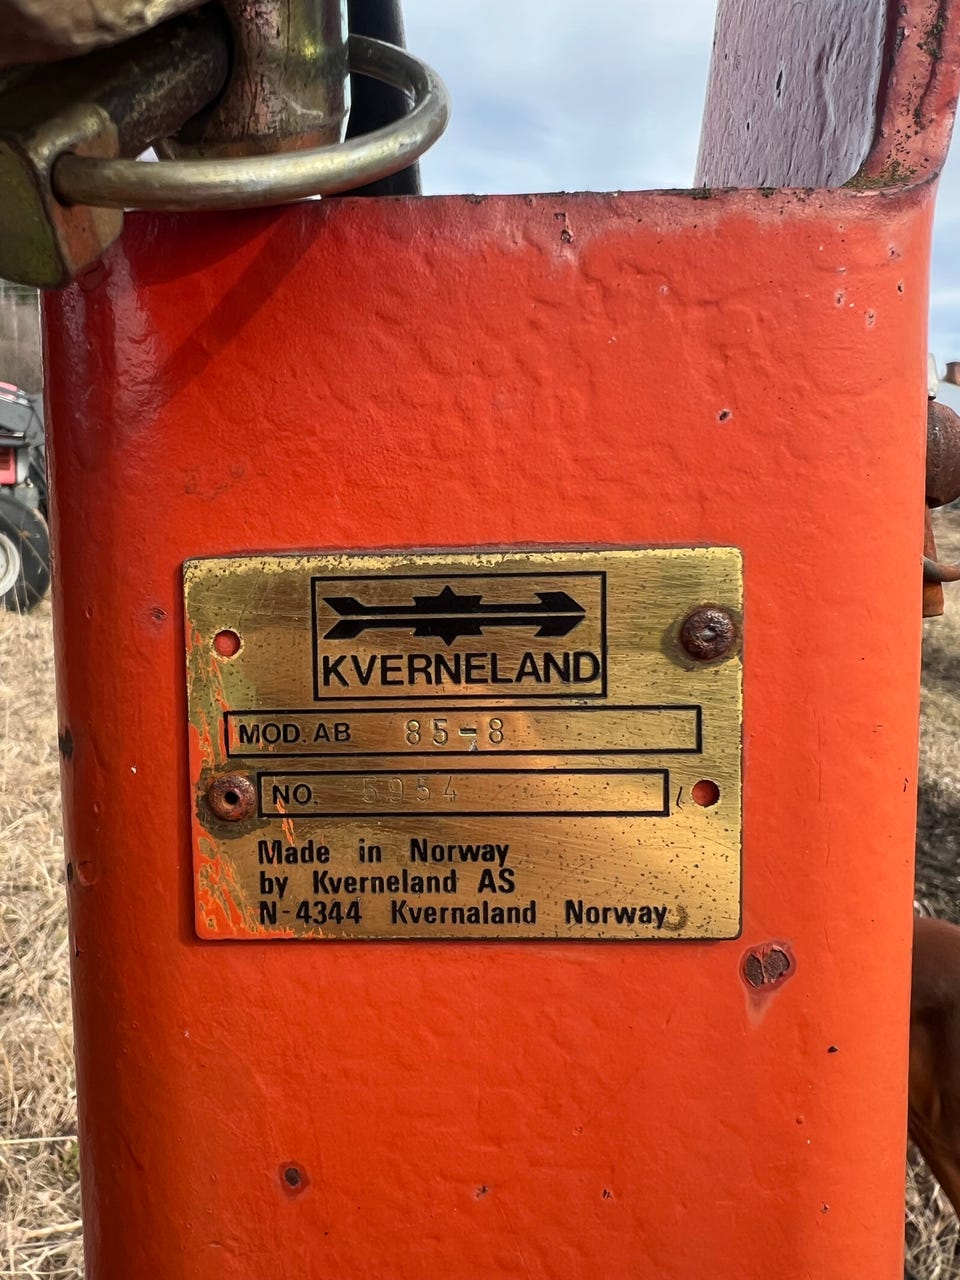 KVERNELAND
MOD. AB 85-8
NO. 5954
Made in Norway
by Kverneland AS
N-4344 Kvernaland Norway